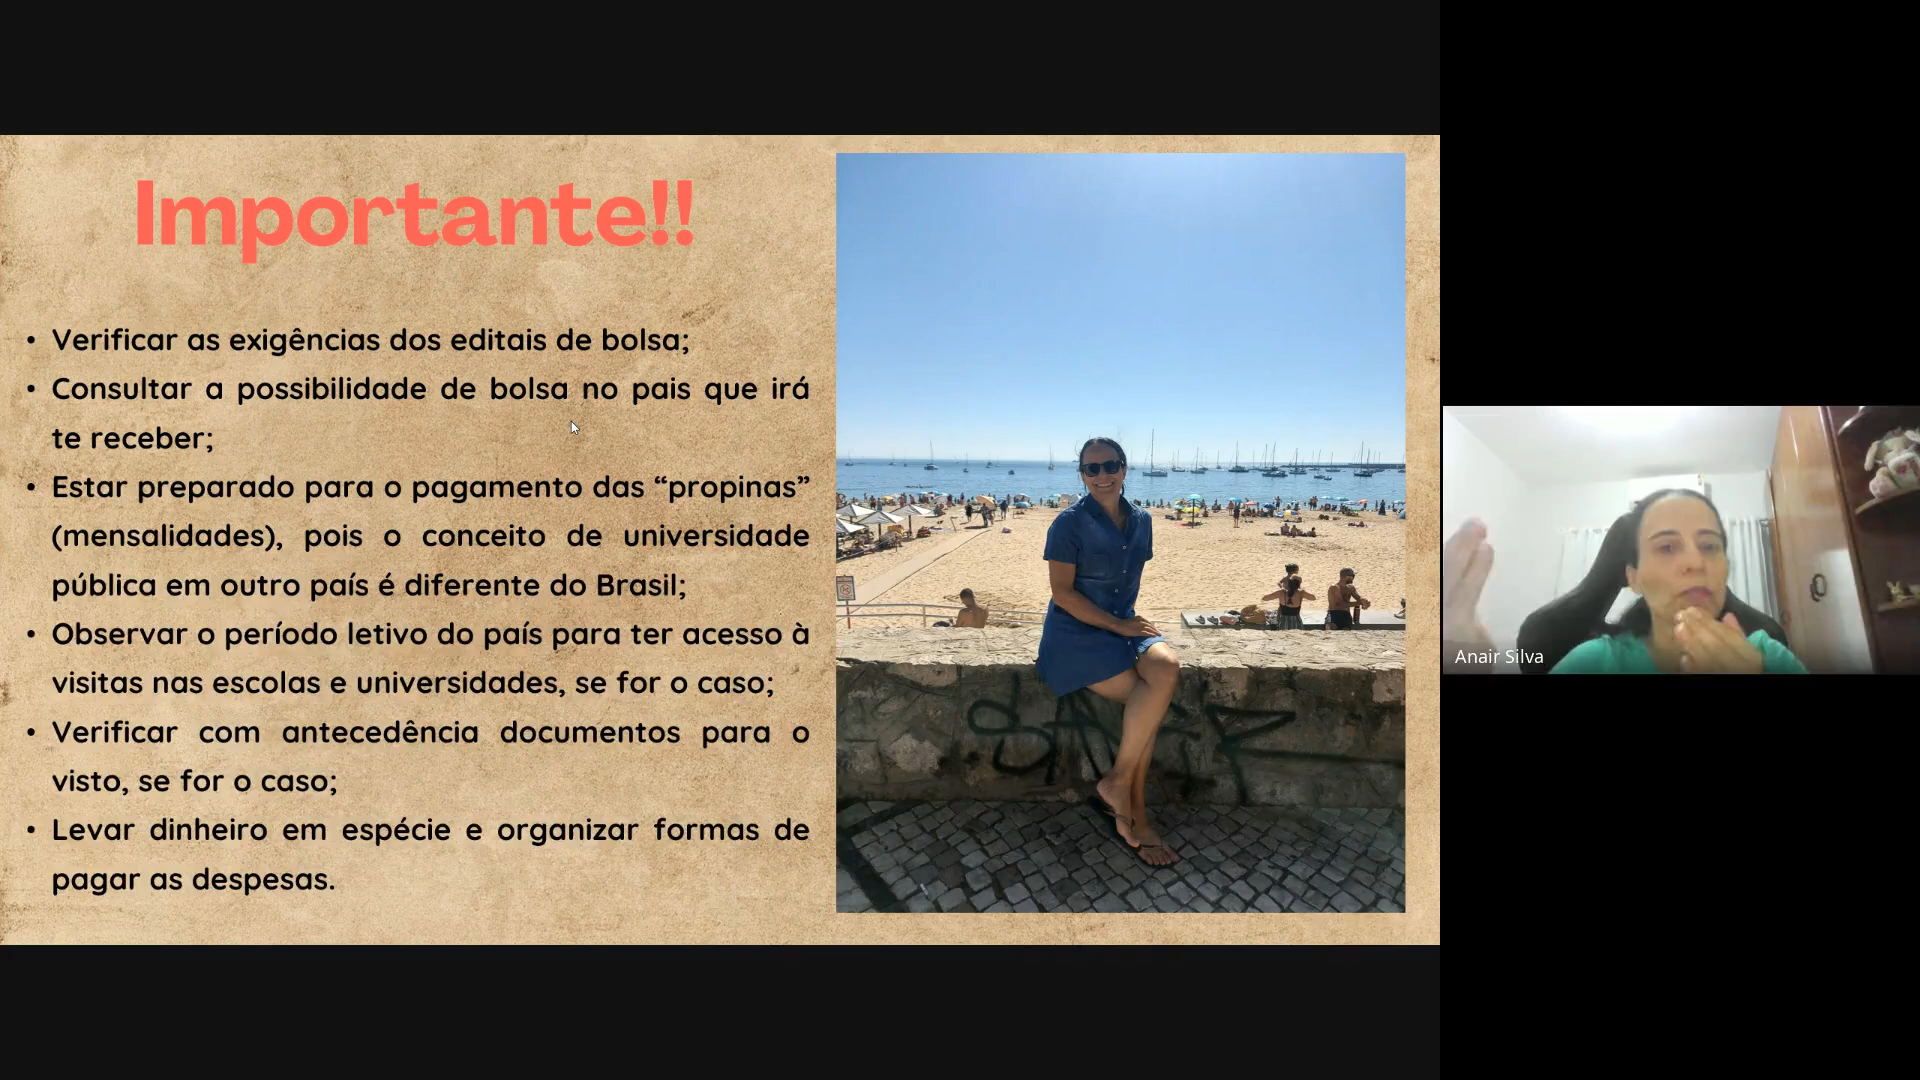 Importante!!
• Verificar as exigências dos editais de bolsa;
• Consultar a possibilidade de bolsa no pais que irá
te receber;
• Estar preparado para o pagamento das “propinas”
(mensalidades), pois o conceito de universidade
pública em outro país é diferente do Brasil;
• Observar o período letivo do país para ter acesso à
visitas nas escolas e universidades, se for o caso;
• Verificar com antecedência documentos para o
visto, se for o caso;
• Levar dinheiro em espécie e organizar formas de
pagar as despesas.
Anair Silva